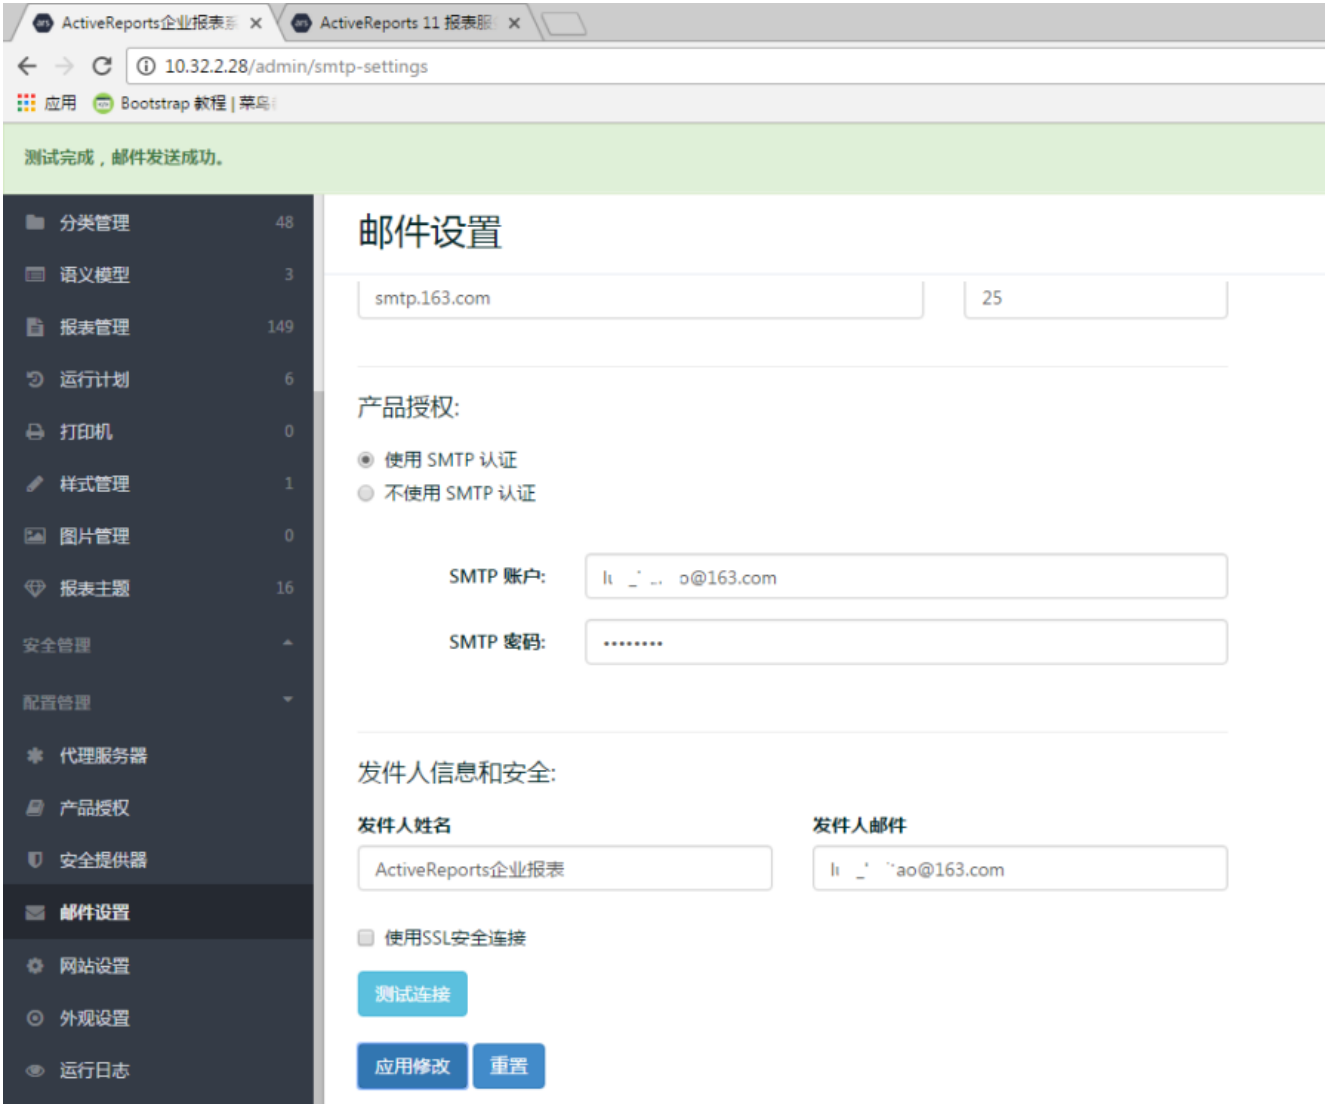 ActiveReports企业报表系
ActiveReports 11 报表服
10.32.2.28/admin/smtp-settings
应用 Bootstrap 教程 | 菜鸟
测试完成，邮件发送成功。
分类管理 48
语义模型 3
报表管理 149
运行计划 6
打印机 0
样式管理 1
图片管理 0
报表主题 16
安全管理
配置管理
代理服务器
产品授权
安全提供器
邮件设置
网站设置
外观设置
运行日志
邮件设置
smtp.163.com 25
产品授权:
使用 SMTP 认证
不使用 SMTP 认证
SMTP 账户: o@163.com
SMTP 密码: ••••••••
发件人信息和安全:
发件人姓名 发件人邮件
ActiveReports企业报表 ao@163.com
使用SSL安全连接
测试连接
应用修改 重置